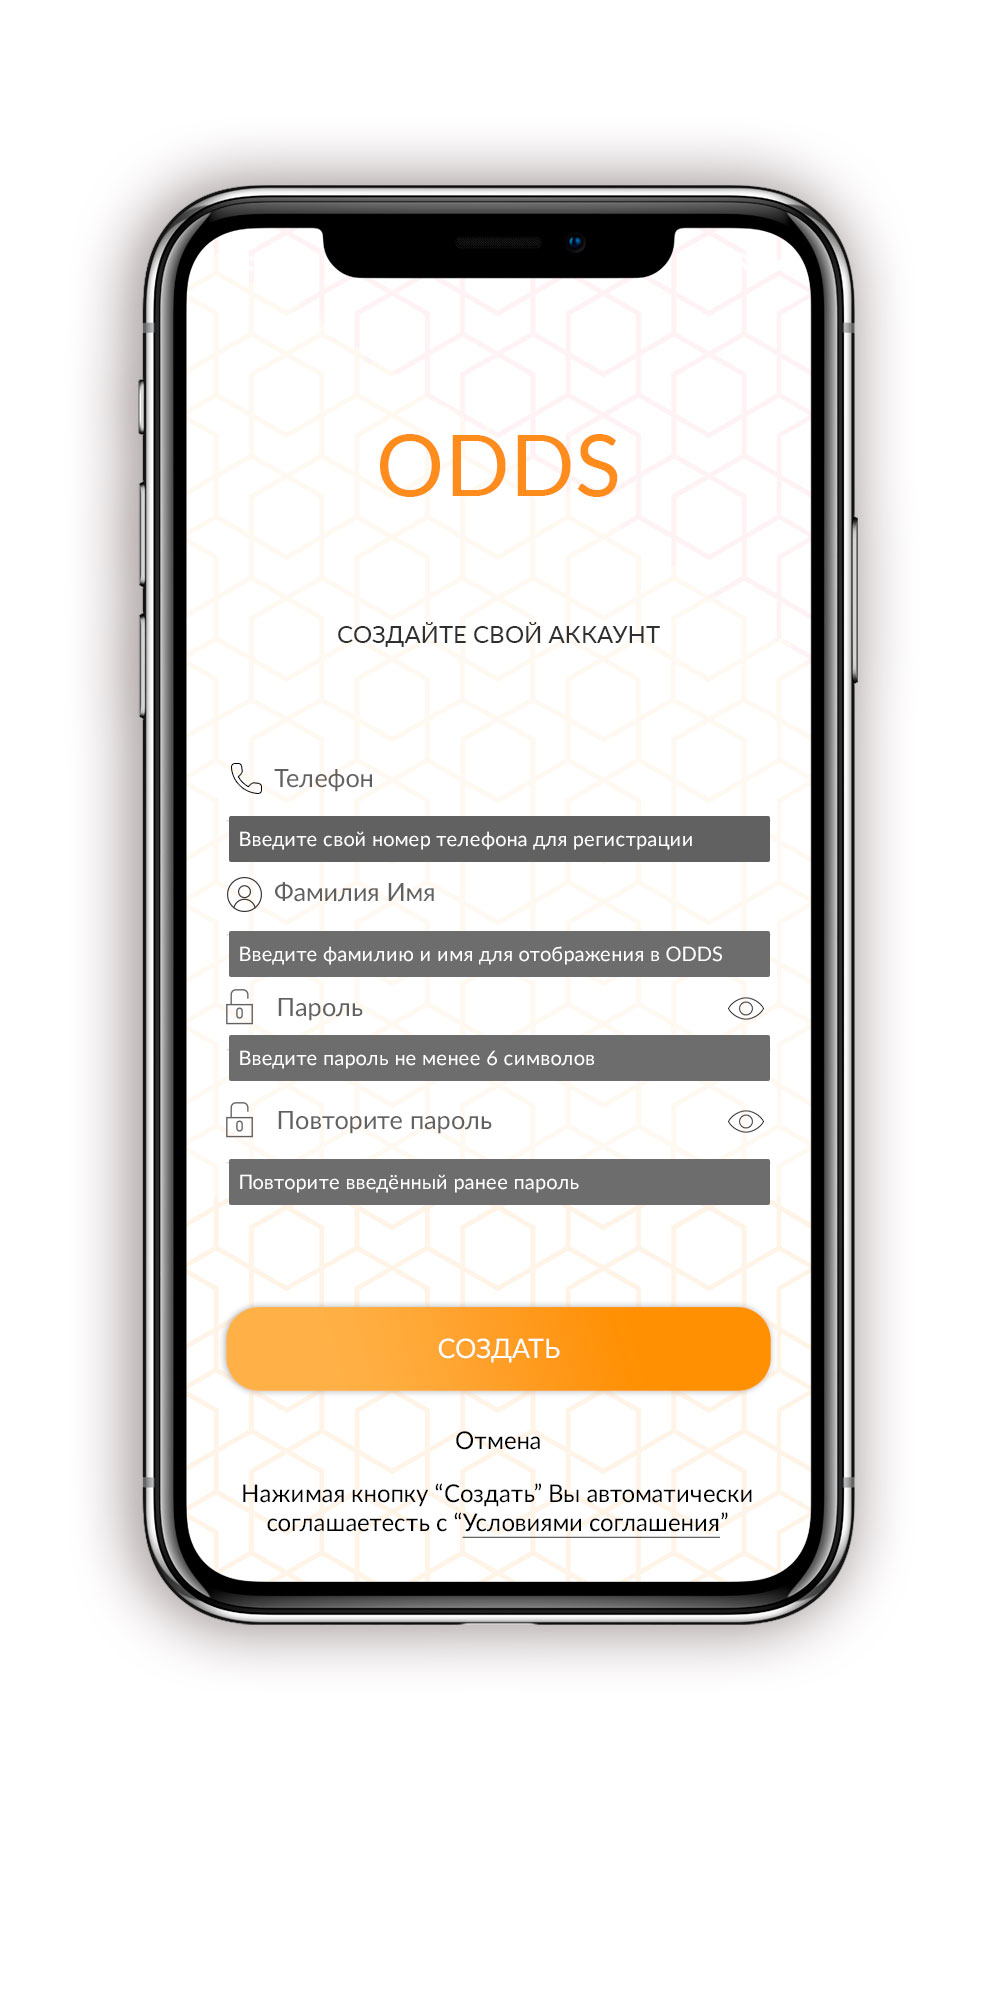 ODDS
СОЗДАЙТЕ СВОЙ АККАУНТ
Телефон
Введите свой номер телефона для регистрации
Фамилия Имя
Введите фамилию и имя для отображения в ODDS
Пароль
Введите пароль не менее 6 символов
Повторите пароль
Повторите введённый ранее пароль
СОЗДАТЬ
Отмена
Нажимая кнопку “Создать” Вы автоматически
соглашаетесть с “Условиями соглашения”